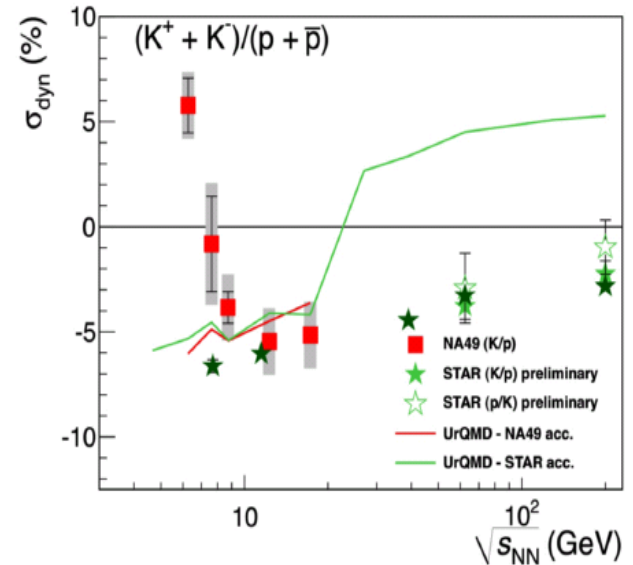 (K⁺ + K⁻)/(p + p̄)
σdyn (%)
10
5
0
-5
-10
NA49 (K/p)
STAR (K/p) preliminary
STAR (p/K) preliminary
UrQMD - NA49 acc.
UrQMD - STAR acc.
10
10²
√sNN (GeV)